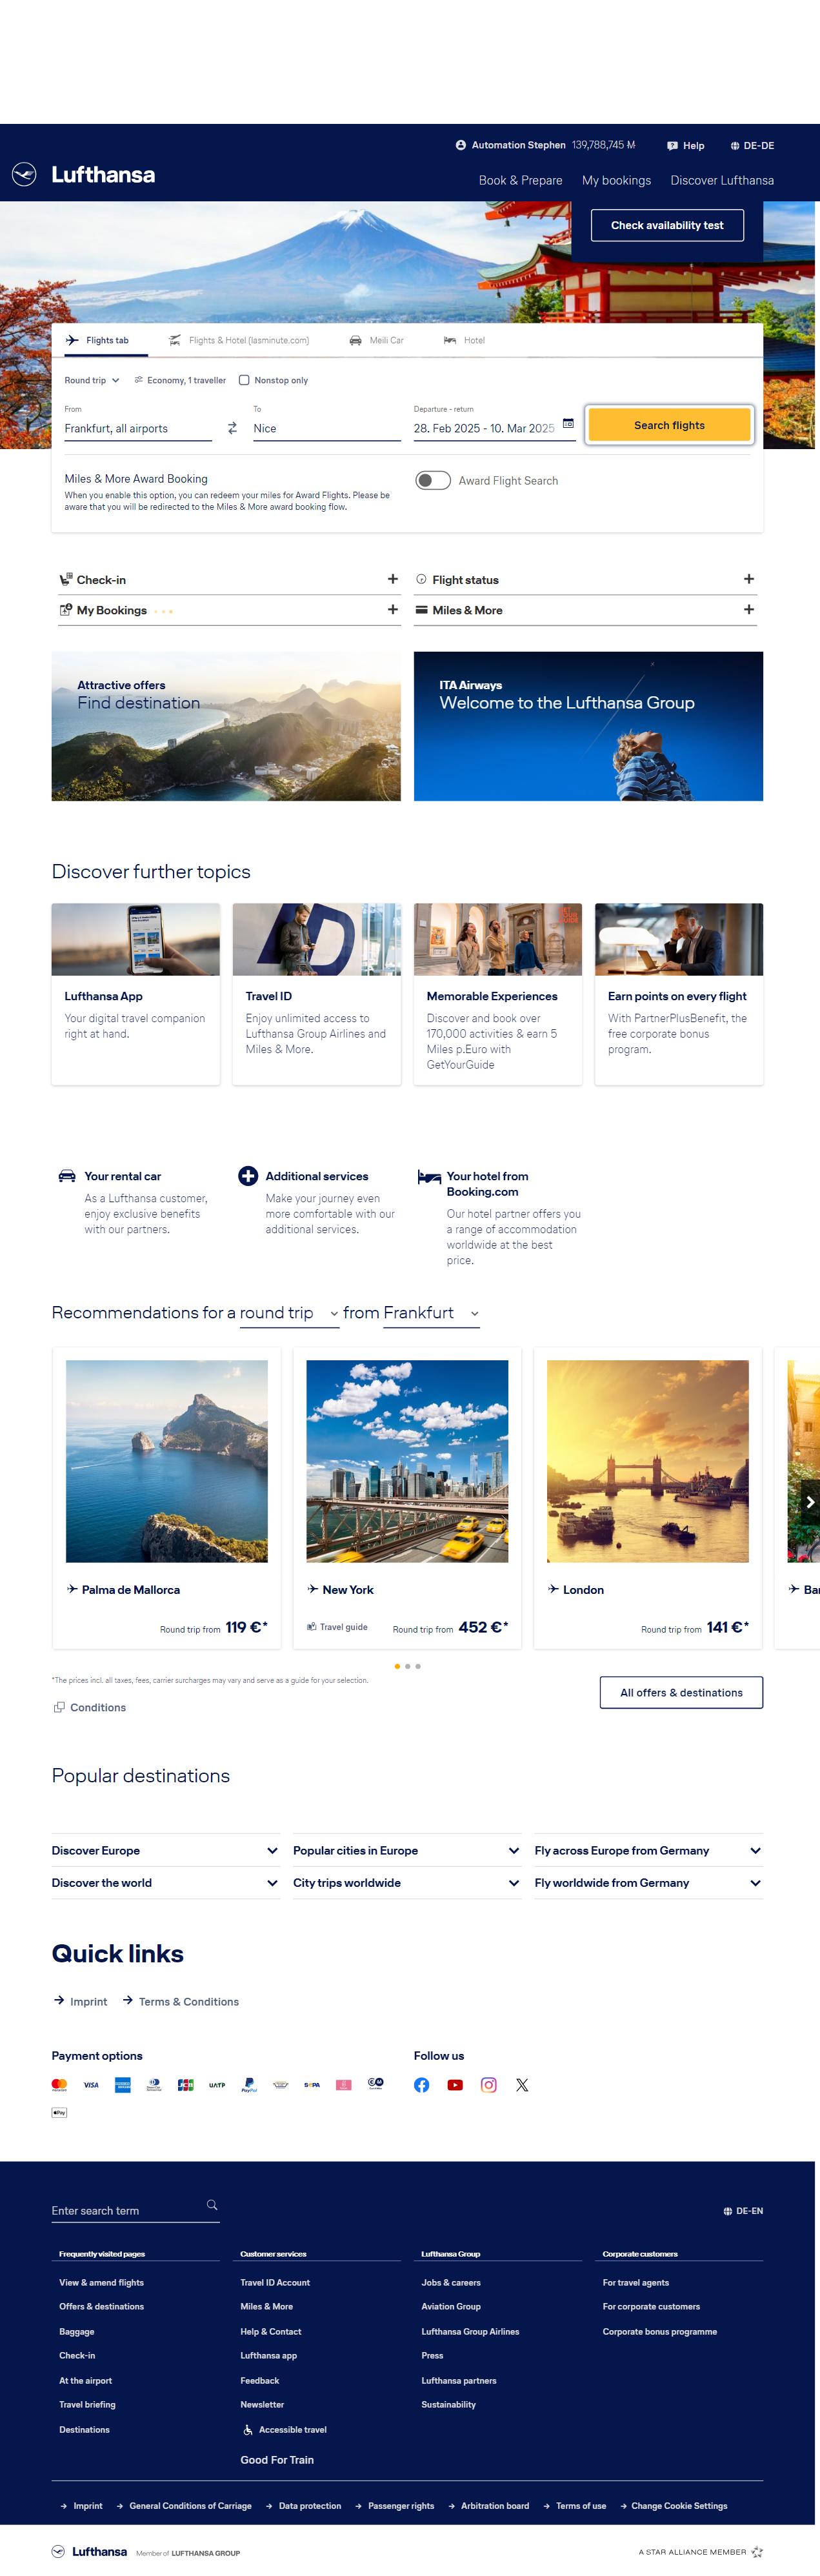 Automation Stephen 139,788,745 M
Help
DE-DE
Lufthansa
Book & Prepare
My bookings
Discover Lufthansa
Check availability test
Flights tab
Flights & Hotel (lasminute.com)
Meili Car
Hotel
Round trip
Economy, 1 traveller
Nonstop only
From
Frankfurt, all airports
To
Nice
Departure - return
28. Feb 2025 - 10. Mar 2025
Search flights
Miles & More Award Booking
When you enable this option, you can redeem your miles for Award Flights. Please be
aware that you will be redirected to the Miles & More award booking flow.
Award Flight Search
Check-in
Flight status
My Bookings
Miles & More
Attractive offers
Find destination
ITA Airways
Welcome to the Lufthansa Group
Discover further topics
Lufthansa App
Your digital travel companion
right at hand.
Travel ID
Enjoy unlimited access to
Lufthansa Group Airlines and
Miles & More.
Memorable Experiences
Discover and book over
170,000 activities & earn 5
Miles p.Euro with
GetYourGuide
Earn points on every flight
With PartnerPlusBenefit, the
free corporate bonus
program.
Your rental car
As a Lufthansa customer,
enjoy exclusive benefits
with our partners.
Additional services
Make your journey even
more comfortable with our
additional services.
Your hotel from
Booking.com
Our hotel partner offers you
a range of accommodation
worldwide at the best
price.
Recommendations for a round trip from Frankfurt
Palma de Mallorca
Round trip from 119 €*
New York
Travel guide
Round trip from 452 €*
London
Round trip from 141 €*
Ba
*The prices incl. all taxes, fees, carrier surcharges may vary and serve as a guide for your selection.
All offers & destinations
Conditions
Popular destinations
Discover Europe
Popular cities in Europe
Fly across Europe from Germany
Discover the world
City trips worldwide
Fly worldwide from Germany
Quick links
Imprint
Terms & Conditions
Payment options
Follow us
VISA
JCB
UATP
PayPal
SEPA
Pay
Enter search term
DE-EN
Frequently visited pages
View & amend flights
Offers & destinations
Baggage
Check-in
At the airport
Travel briefing
Destinations
Customer services
Travel ID Account
Miles & More
Help & Contact
Lufthansa app
Feedback
Newsletter
Accessible travel
Good For Train
Lufthansa Group
Jobs & careers
Aviation Group
Lufthansa Group Airlines
Press
Lufthansa partners
Sustainability
Corporate customers
For travel agents
For corporate customers
Corporate bonus programme
Imprint
General Conditions of Carriage
Data protection
Passenger rights
Arbitration board
Terms of use
Change Cookie Settings
Lufthansa
Member of LUFTHANSA GROUP
A STAR ALLIANCE MEMBER